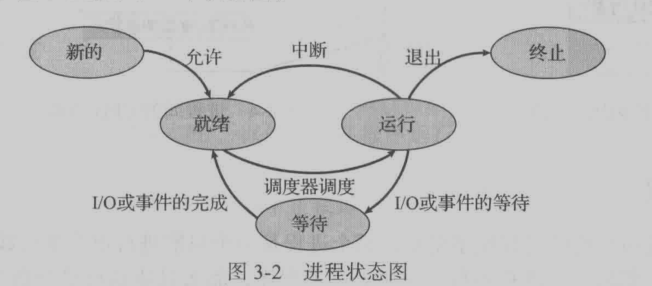 新的
允许
中断
退出
终止
就绪
运行
调度器调度
I/O或事件的完成
I/O或事件的等待
等待
图 3-2 进程状态图